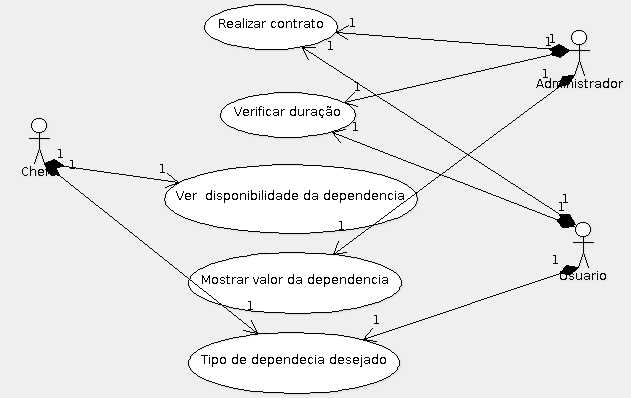 Realizar contrato
1
1
1
1
1
Administrador
1
1
Verificar duração
1
Chefe
1
1
1
Ver  disponibilidade da dependencia
1
1
1
1
Usuario
Mostrar valor da dependencia
1
1
Tipo de dependecia desejado